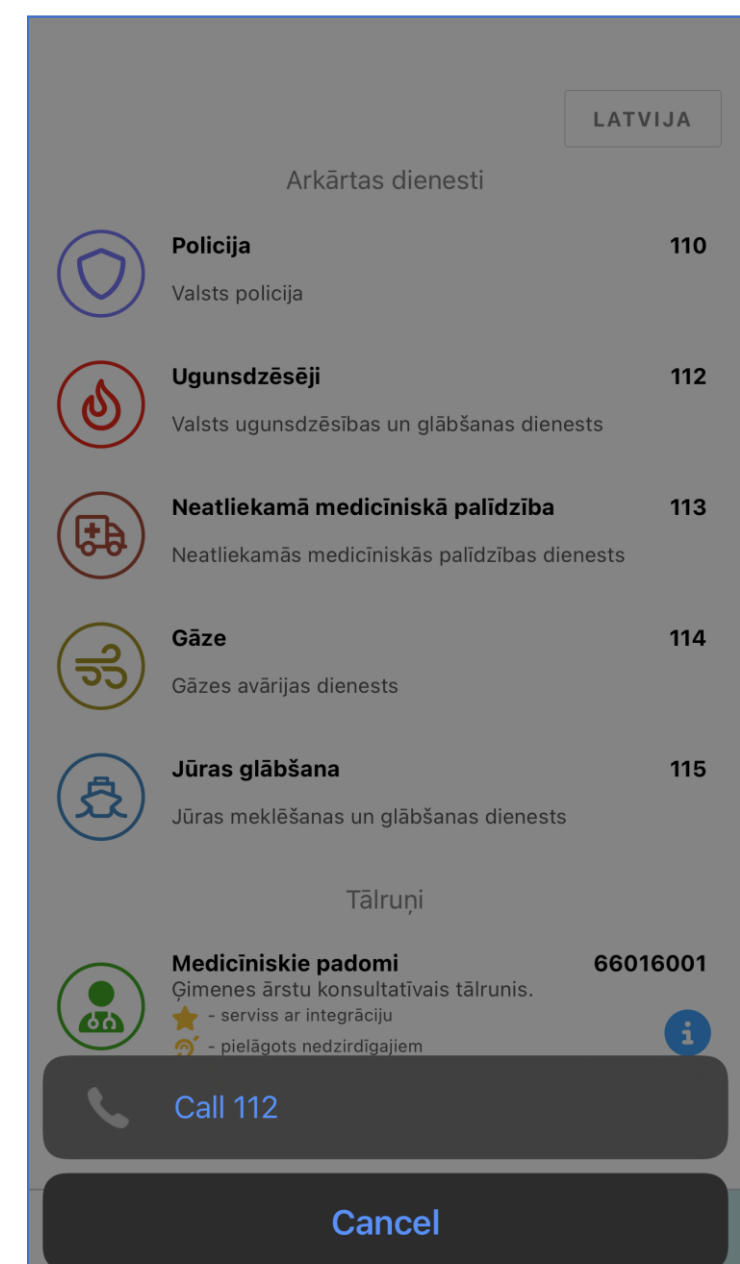 LATVIJA
Arkārtas dienesti
Policija 110
Valsts policija
Ugunsdzēsēji 112
Valsts ugunsdzēsības un glābšanas dienests
Neatliekamā medicīniskā palīdzība 113
Neatliekamās medicīniskās palīdzības dienests
Gāze 114
Gāzes avārijas dienests
Jūras glābšana 115
Jūras meklēšanas un glābšanas dienests
Tālruņi
Medicīniskie padomi 66016001
Ģimenes ārstu konsultatīvais tālrunis.
- serviss ar integrāciju
- pielāgots nedzirdīgajiem
Call 112
Cancel